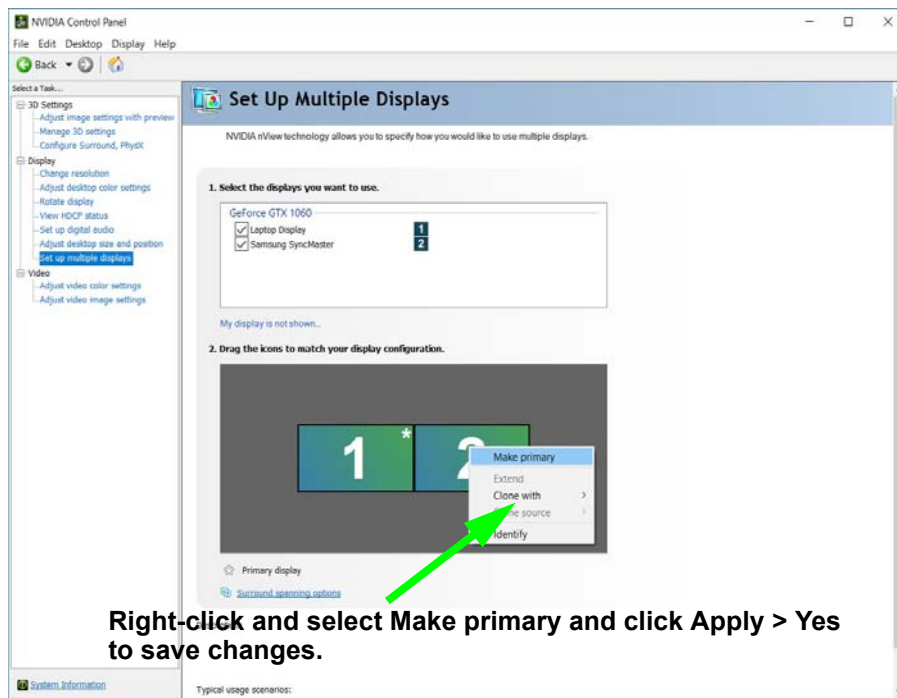 NVIDIA Control Panel
File Edit Desktop Display Help
Back
Select a Task...
3D Settings
Adjust image settings with preview
Manage 3D settings
Configure Surround, PhysX
Display
Change resolution
Adjust desktop color settings
Rotate display
View HDCP status
Set up digital audio
Adjust desktop size and position
Set up multiple displays
Video
Adjust video color settings
Adjust video image settings
System Information
Set Up Multiple Displays
NVIDIA nView technology allows you to specify how you would like to use multiple displays.
1. Select the displays you want to use.
GeForce GTX 1060
Laptop Display 1
Samsung SyncMaster 2
My display is not shown...
2. Drag the icons to match your display configuration.
1 * 2
Make primary
Extend
Clone with
source
Identify
Primary display
Surround spanning options
Right-click and select Make primary and click Apply > Yes
to save changes.
Typical usage scenarios: